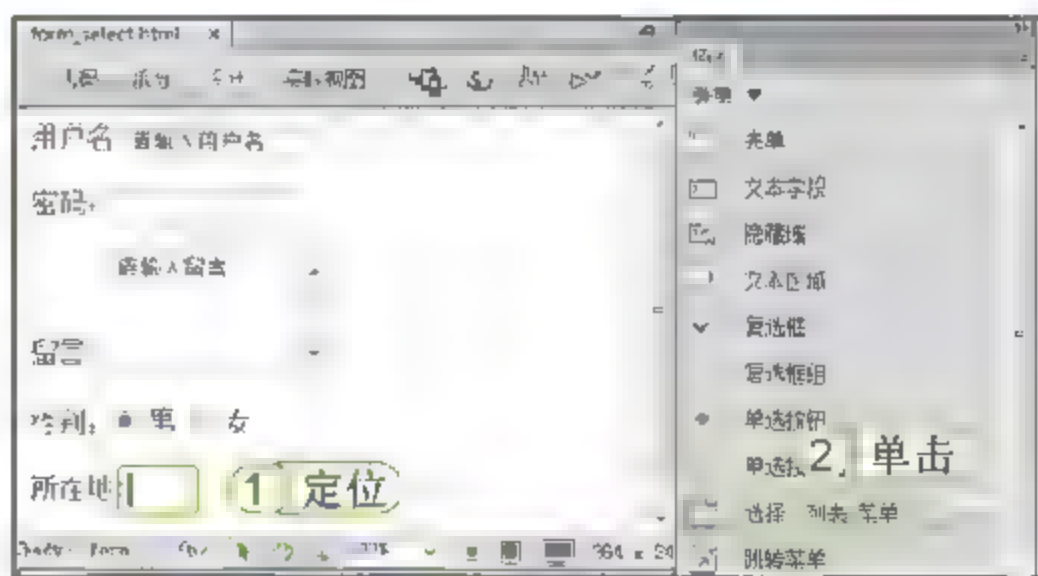 form_select.html ×
代码 拆分 设计 实时视图
用户名 请输入用户名
密码:
请输入留言
留言
性别: 男 女
所在地: 1 定位
插入
表单
表单
文本字段
隐藏域
文本区域
复选框
复选框组
单选按钮
2) 单击
选择 列表 菜单
跳转菜单
body form